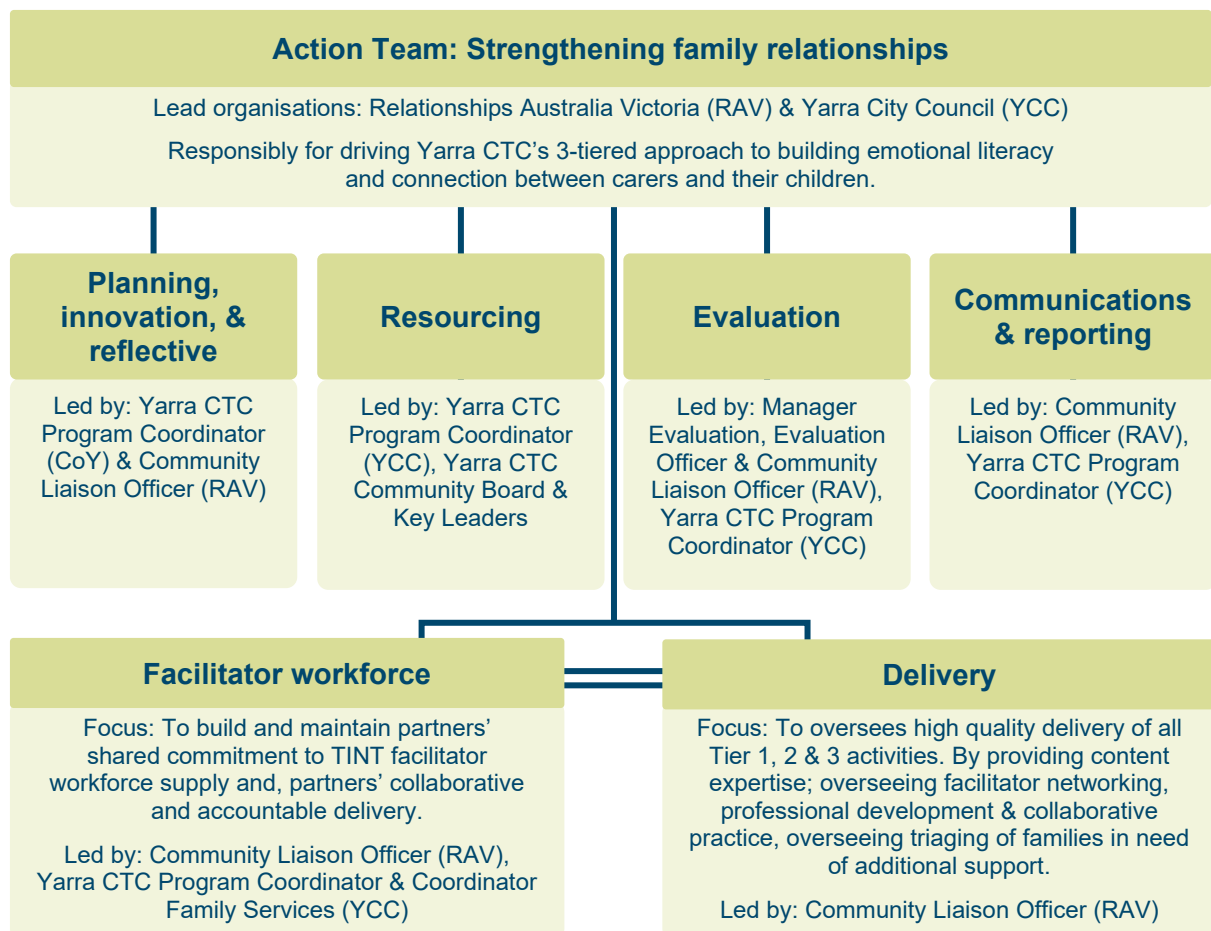 Action Team: Strengthening family relationships
Lead organisations: Relationships Australia Victoria (RAV) & Yarra City Council (YCC)
Responsibly for driving Yarra CTC’s 3-tiered approach to building emotional literacy
and connection between carers and their children.
Planning,
innovation, &
reflective
Led by: Yarra CTC
Program Coordinator
(CoY) & Community
Liaison Officer (RAV)
Resourcing
Led by: Yarra CTC
Program Coordinator
(YCC), Yarra CTC
Community Board &
Key Leaders
Evaluation
Led by: Manager
Evaluation, Evaluation
Officer & Community
Liaison Officer (RAV),
Yarra CTC Program
Coordinator (YCC)
Communications
& reporting
Led by: Community
Liaison Officer (RAV),
Yarra CTC Program
Coordinator (YCC)
Facilitator workforce
Focus: To build and maintain partners’
shared commitment to TINT facilitator
workforce supply and, partners’ collaborative
and accountable delivery.
Led by: Community Liaison Officer (RAV),
Yarra CTC Program Coordinator & Coordinator
Family Services (YCC)
Delivery
Focus: To oversees high quality delivery of all
Tier 1, 2 & 3 activities. By providing content
expertise; overseeing facilitator networking,
professional development & collaborative
practice, overseeing triaging of families in need
of additional support.
Led by: Community Liaison Officer (RAV)